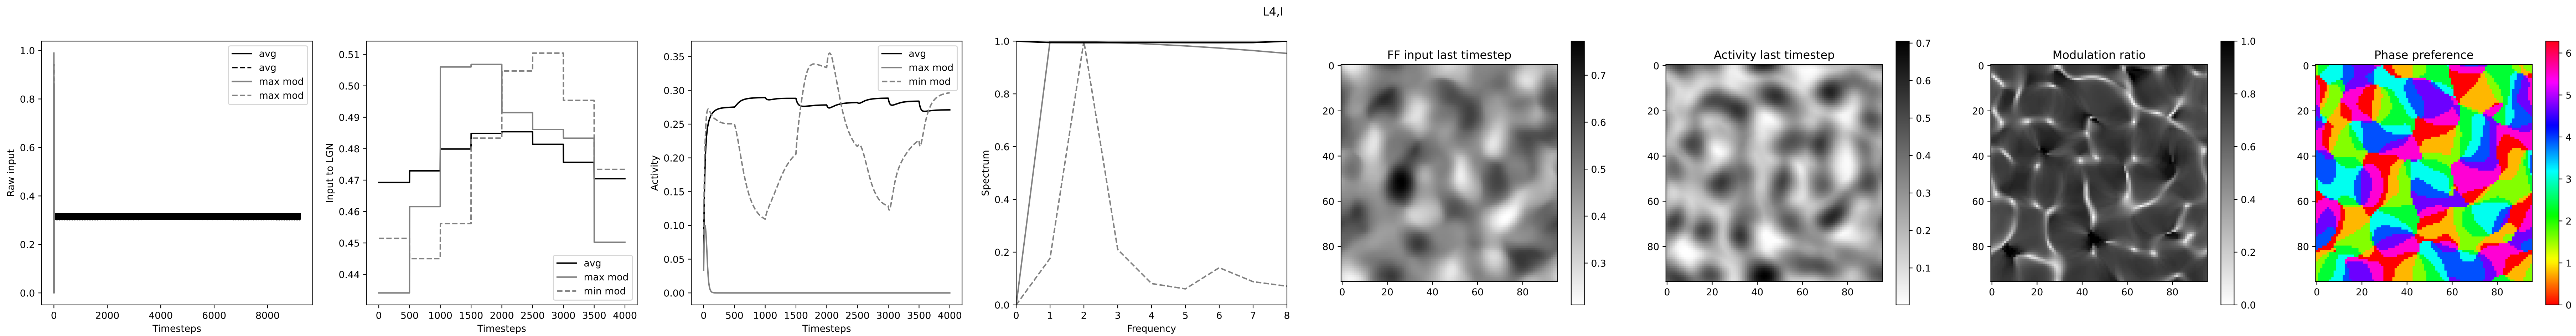 L4,I
Raw input
1.0
0.8
0.6
0.4
0.2
0.0
0 2000 4000 6000 8000
Timesteps
avg
avg
max mod
max mod
Input to LGN
0.51
0.50
0.49
0.48
0.47
0.46
0.45
0.44
0 500 1000 1500 2000 2500 3000 3500 4000
Timesteps
avg
max mod
min mod
Activity
0.35
0.30
0.25
0.20
0.15
0.10
0.05
0.00
0 500 1000 1500 2000 2500 3000 3500 4000
Timesteps
avg
max mod
min mod
Spectrum
1.0
0.8
0.6
0.4
0.2
0.0
0 1 2 3 4 5 6 7 8
Frequency
FF input last timestep
0
20
40
60
80
0 20 40 60 80
0.7
0.6
0.5
0.4
0.3
Activity last timestep
0
20
40
60
80
0 20 40 60 80
0.7
0.6
0.5
0.4
0.3
0.2
0.1
Modulation ratio
0
20
40
60
80
0 20 40 60 80
1.0
0.8
0.6
0.4
0.2
0.0
Phase preference
0
20
40
60
80
0 20 40 60 80
6
5
4
3
2
1
0